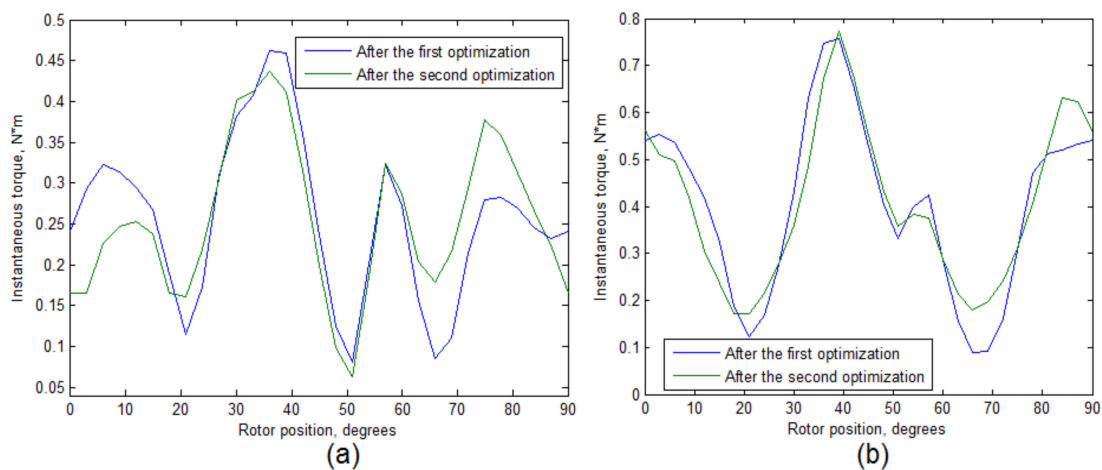 0.5
0.45
0.4
0.35
0.3
0.25
0.2
0.15
0.1
0.05
Instantaneous torque, N*m
After the first optimization
After the second optimization
0 10 20 30 40 50 60 70 80 90
Rotor position, degrees
(a)
0.8
0.7
0.6
0.5
0.4
0.3
0.2
0.1
0
Instantaneous torque, N*m
After the first optimization
After the second optimization
0 10 20 30 40 50 60 70 80 90
Rotor position, degrees
(b)